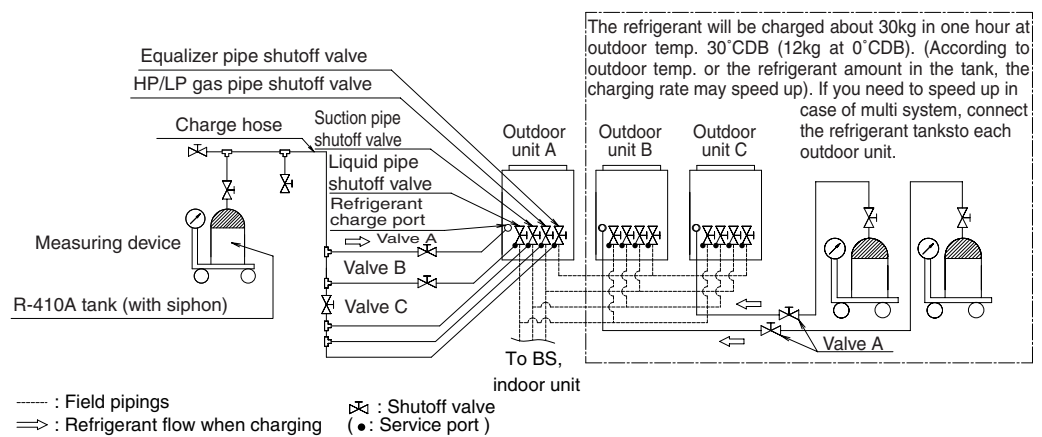 The refrigerant will be charged about 30kg in one hour at
outdoor temp. 30˚CDB (12kg at 0˚CDB). (According to
outdoor temp. or the refrigerant amount in the tank, the
charging rate may speed up). If you need to speed up in
case of multi system, connect
the refrigerant tanksto each
outdoor unit.
Equalizer pipe shutoff valve
HP/LP gas pipe shutoff valve
Suction pipe
shutoff valve
Charge hose
Liquid pipe
shutoff valve
Refrigerant
charge port
Outdoor
unit A
Outdoor
unit B
Outdoor
unit C
Valve A
Measuring device
Valve B
R-410A tank (with siphon)
Valve C
Valve A
To BS,
indoor unit
: Field pipings
: Refrigerant flow when charging
: Shutoff valve
( ● : Service port )